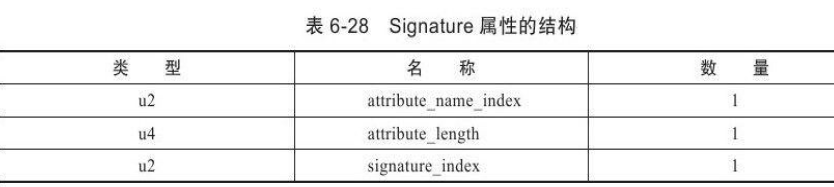 表 6-28 Signature 属性的结构
类 型 名 称 数 量
u2 attribute_name_index 1
u4 attribute_length 1
u2 signature_index 1